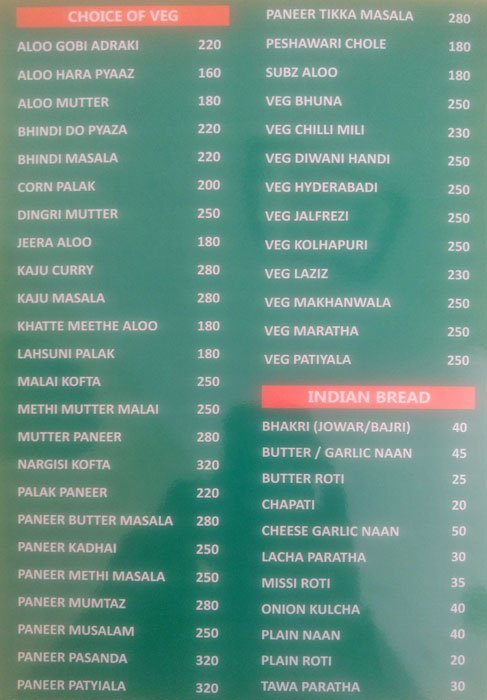 CHOICE OF VEG
ALOO GOBI ADRAKI 220
ALOO HARA PYAAZ 160
ALOO MUTTER 180
BHINDI DO PYAZA 220
BHINDI MASALA 220
CORN PALAK 200
DINGRI MUTTER 250
JEERA ALOO 180
KAJU CURRY 280
KAJU MASALA 280
KHATTE MEETHE ALOO 180
LAHSUNI PALAK 180
MALAI KOFTA 250
METHI MUTTER MALAI 250
MUTTER PANEER 280
NARGISI KOFTA 320
PALAK PANEER 220
PANEER BUTTER MASALA 280
PANEER KADHAI 250
PANEER METHI MASALA 250
PANEER MUMTAZ 280
PANEER MUSALAM 250
PANEER PASANDA 320
PANEER PATYIALA 320
PANEER TIKKA MASALA 280
PESHAWARI CHOLE 180
SUBZ ALOO 180
VEG BHUNA 250
VEG CHILLI MILI 230
VEG DIWANI HANDI 250
VEG HYDERABADI 250
VEG JALFREZI 250
VEG KOLHAPURI 250
VEG LAZIZ 230
VEG MAKHANWALA 250
VEG MARATHA 250
VEG PATIYALA 250
INDIAN BREAD
BHAKRI (JOWAR/BAJRI) 40
BUTTER / GARLIC NAAN 45
BUTTER ROTI 25
CHAPATI 20
CHEESE GARLIC NAAN 50
LACHA PARATHA 30
MISSI ROTI 35
ONION KULCHA 40
PLAIN NAAN 40
PLAIN ROTI 20
TAWA PARATHA 30